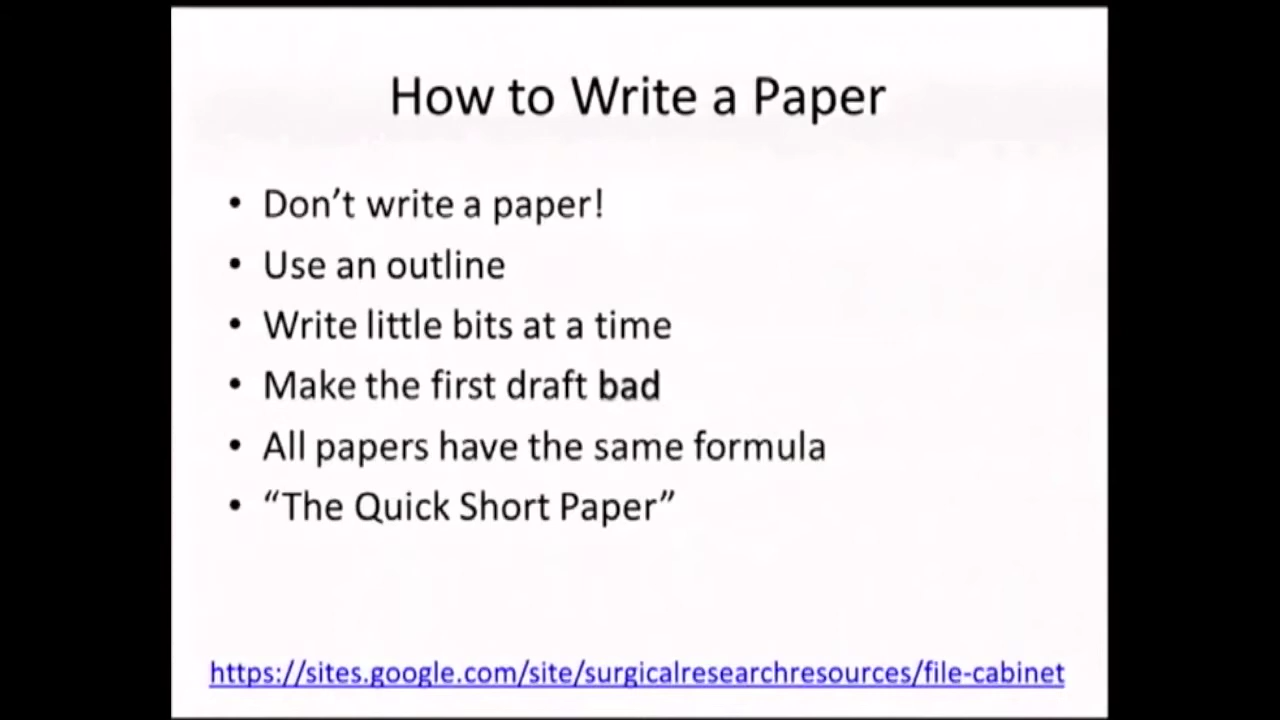 How to Write a Paper
• Don’t write a paper!
• Use an outline
• Write little bits at a time
• Make the first draft bad
• All papers have the same formula
• “The Quick Short Paper”
https://sites.google.com/site/surgicalresearchresources/file-cabinet